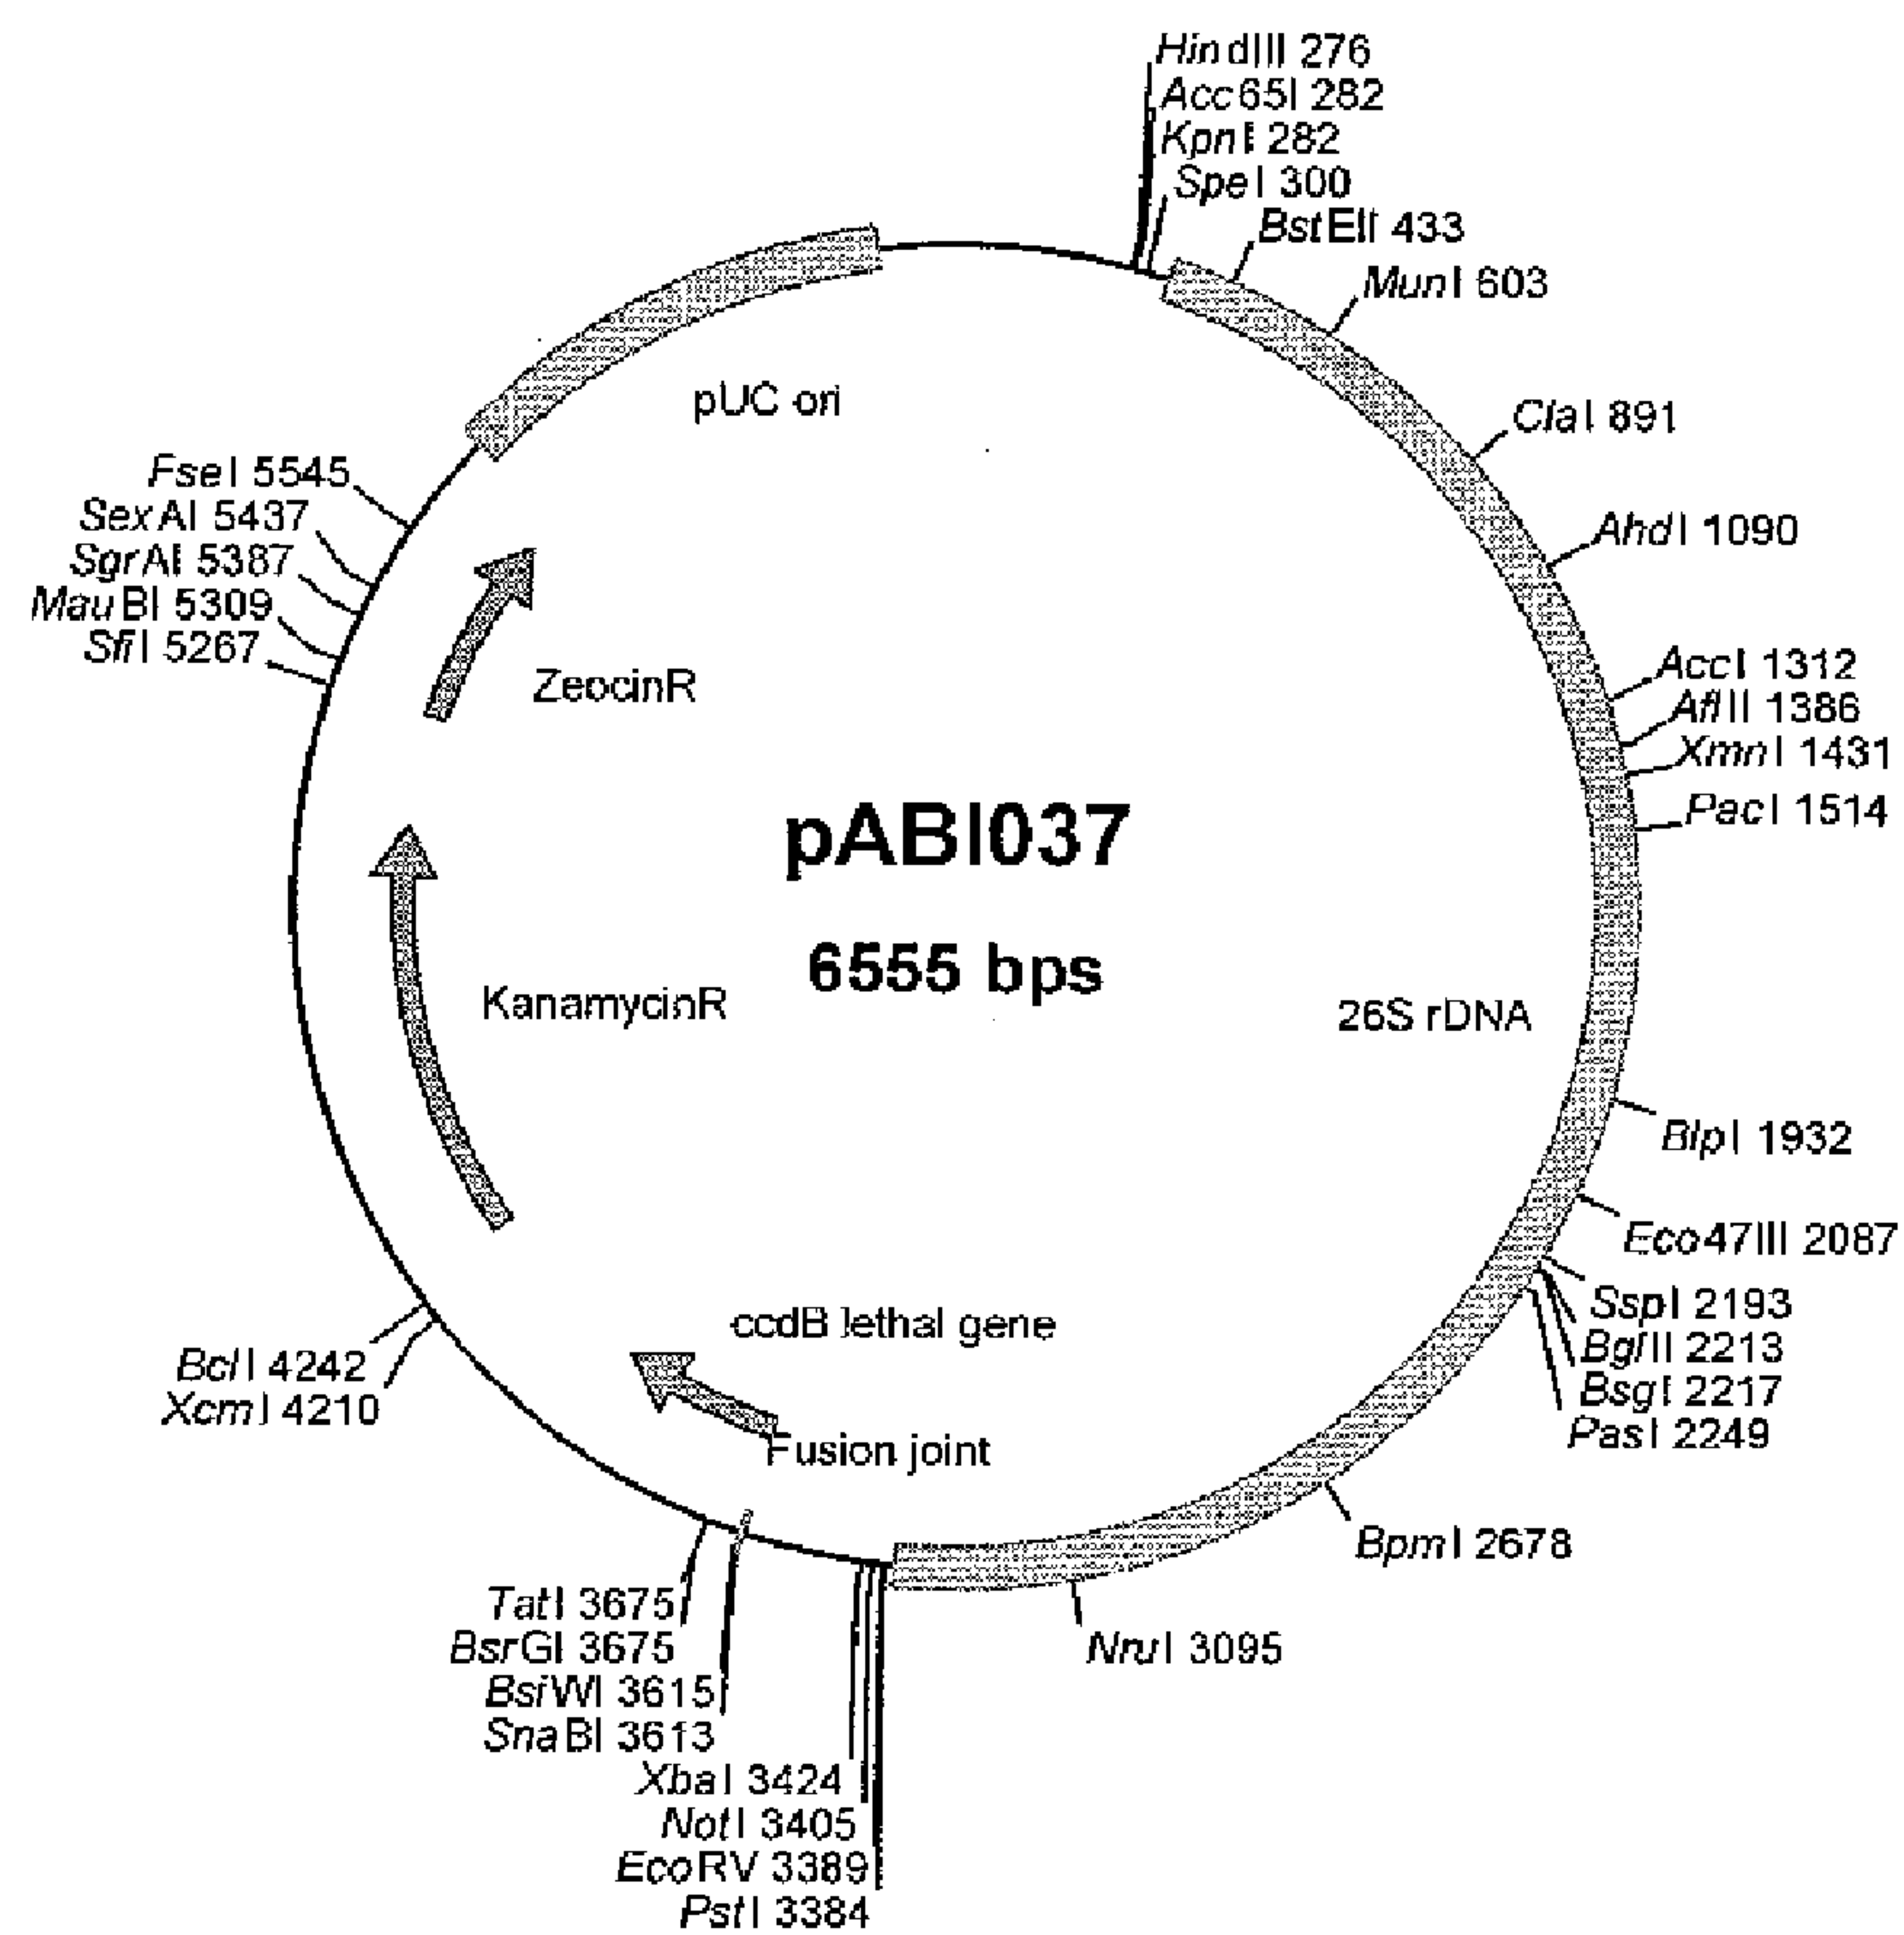 HindIII 276
Acc65I 282
KpnI 282
SpeI 300
BstEII 433
MunI 603
ClaI 891
AhdI 1090
AccI 1312
AflII 1386
XmnI 1431
PacI 1514
BlpI 1932
Eco47III 2087
SspI 2193
BglII 2213
BsgI 2217
PasI 2249
BpmI 2678
NruI 3095
PstI 3384
EcoRV 3389
NotI 3405
XbaI 3424
SnaBI 3613
BsiWI 3615
BsrGI 3675
TatI 3675
XcmI 4210
BclI 4242
SfiI 5267
MauBI 5309
SgrAI 5387
SexAI 5437
FseI 5545
pUC ori
ZeocinR
pABI037
6555 bps
KanamycinR
26S rDNA
ccdB lethal gene
Fusion joint